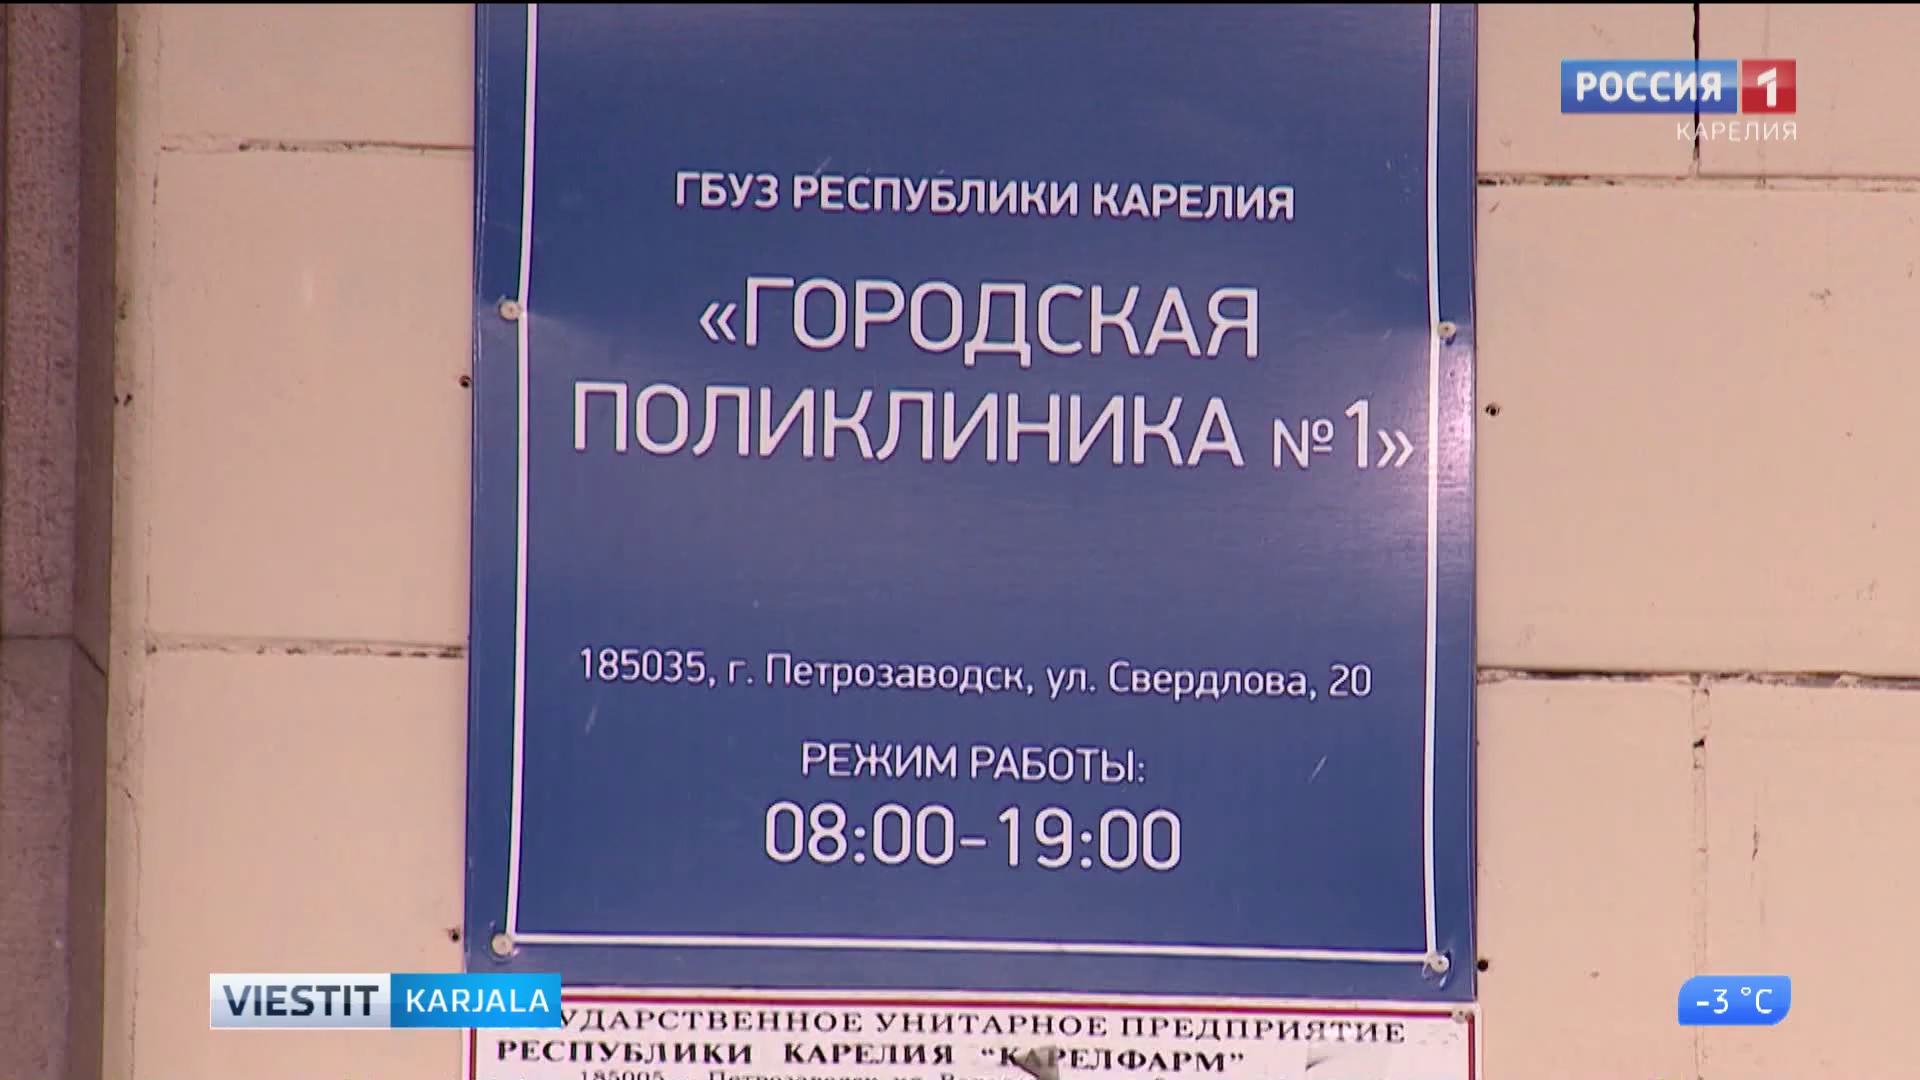 РОССИЯ 1
КАРЕЛИЯ
ГБУЗ РЕСПУБЛИКИ КАРЕЛИЯ
«ГОРОДСКАЯ
ПОЛИКЛИНИКА №1»
185035, г. Петрозаводск, ул. Свердлова, 20
РЕЖИМ РАБОТЫ:
08:00-19:00
VIESTIT KARJALA
-3 °C
УДАРСТВЕННОЕ УНИТАРНОЕ ПРЕДПРИЯТИЕ
РЕСПУБЛИКИ КАРЕЛИЯ "КАРЕЛФАРМ"